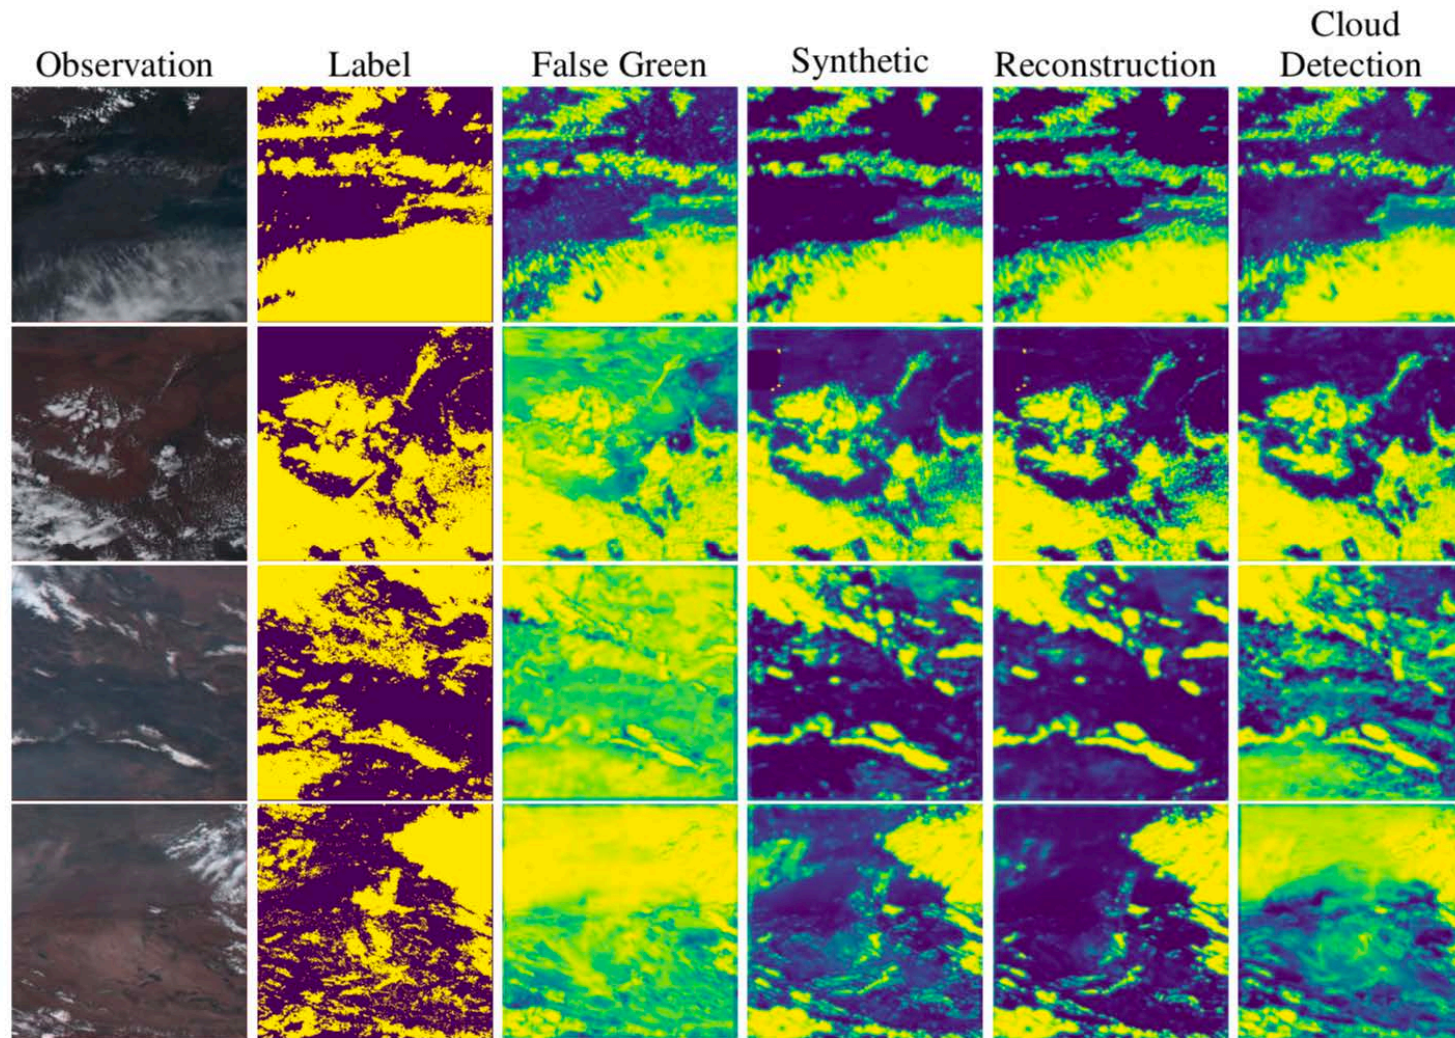 Observation
Label
False Green
Synthetic
Reconstruction
Cloud
Detection